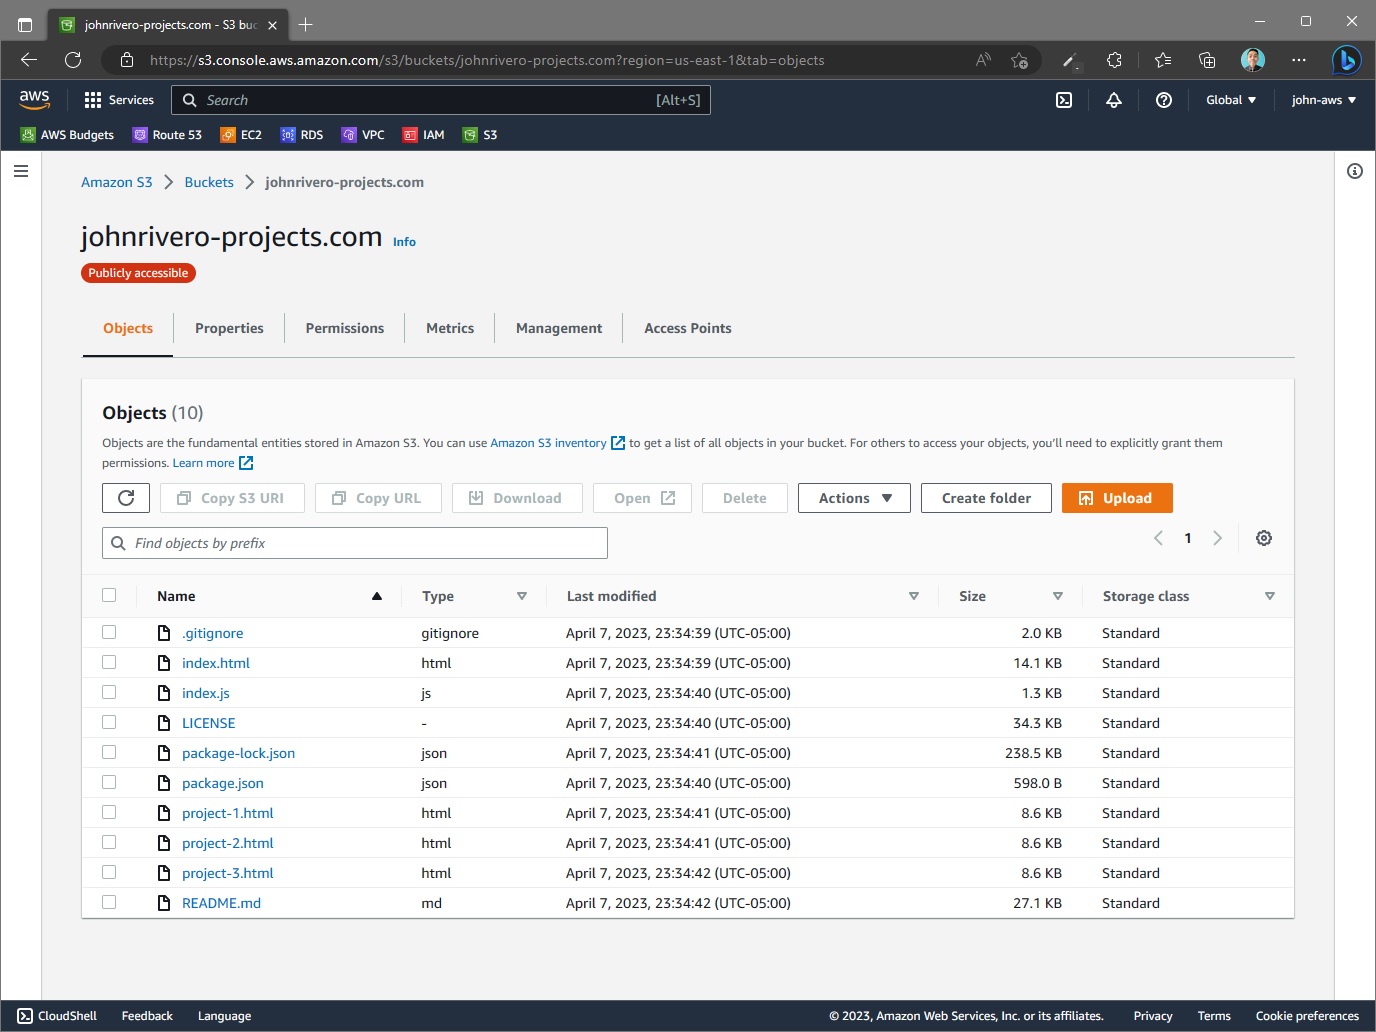 johnrivero-projects.com - S3 buc
https://s3.console.aws.amazon.com/s3/buckets/johnrivero-projects.com?region=us-east-1&tab=objects
aws Services Search [Alt+S] Global john-aws
AWS Budgets Route 53 EC2 RDS VPC IAM S3
Amazon S3 Buckets johnrivero-projects.com
johnrivero-projects.com Info
Publicly accessible
Objects Properties Permissions Metrics Management Access Points
Objects (10)
Objects are the fundamental entities stored in Amazon S3. You can use Amazon S3 inventory to get a list of all objects in your bucket. For others to access your objects, you'll need to explicitly grant them
permissions. Learn more
Copy S3 URI Copy URL Download Open Delete Actions Create folder Upload
Find objects by prefix 1
Name Type Last modified Size Storage class
.gitignore gitignore April 7, 2023, 23:34:39 (UTC-05:00) 2.0 KB Standard
index.html html April 7, 2023, 23:34:39 (UTC-05:00) 14.1 KB Standard
index.js js April 7, 2023, 23:34:40 (UTC-05:00) 1.3 KB Standard
LICENSE - April 7, 2023, 23:34:40 (UTC-05:00) 34.3 KB Standard
package-lock.json json April 7, 2023, 23:34:41 (UTC-05:00) 238.5 KB Standard
package.json json April 7, 2023, 23:34:40 (UTC-05:00) 598.0 B Standard
project-1.html html April 7, 2023, 23:34:41 (UTC-05:00) 8.6 KB Standard
project-2.html html April 7, 2023, 23:34:41 (UTC-05:00) 8.6 KB Standard
project-3.html html April 7, 2023, 23:34:42 (UTC-05:00) 8.6 KB Standard
README.md md April 7, 2023, 23:34:42 (UTC-05:00) 27.1 KB Standard
CloudShell Feedback Language © 2023, Amazon Web Services, Inc. or its affiliates. Privacy Terms Cookie preferences